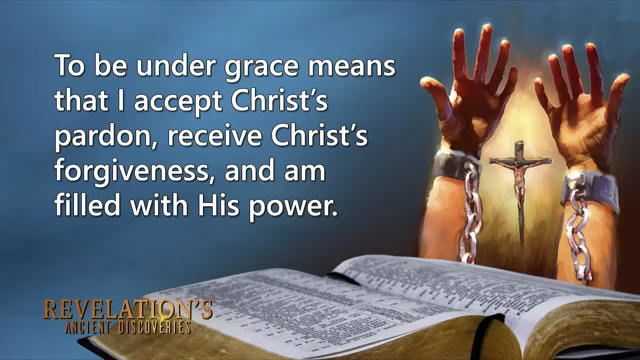 To be under grace means
that I accept Christ's
pardon, receive Christ's
forgiveness, and am
filled with His power.
REVELATION'S
ANCIENT DISCOVERIES